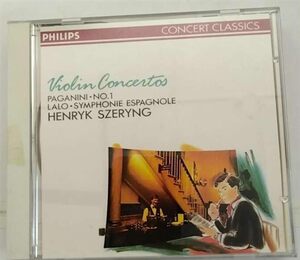 PHILIPS
CONCERT CLASSICS
Violin Concertos
PAGANINI・NO.1
LALO・SYMPHONIE ESPAGNOLE
HENRYK SZERYNG